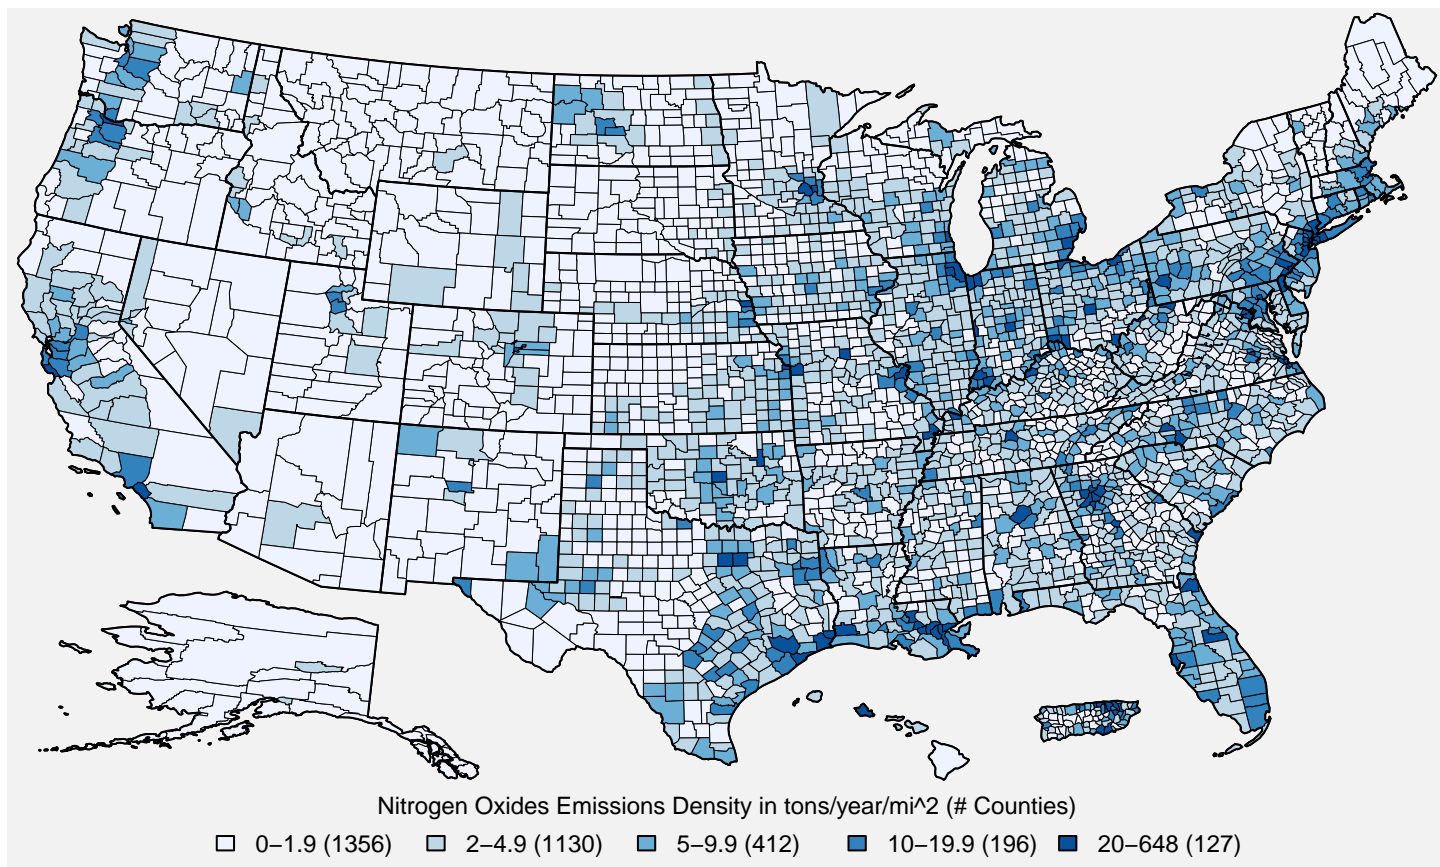 Nitrogen Oxides Emissions Density in tons/year/mi^2 (# Counties)
0−1.9 (1356) 2−4.9 (1130) 5−9.9 (412) 10−19.9 (196) 20−648 (127)